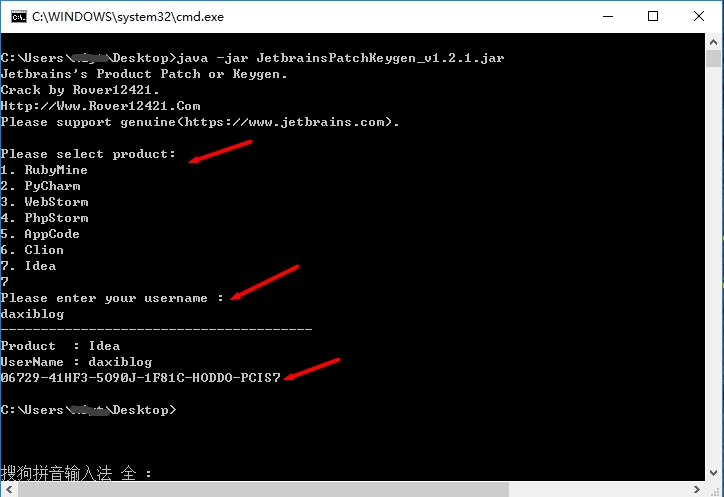 C:\WINDOWS\system32\cmd.exe
C:\Users\Desktop>java -jar JetbrainsPatchKeygen_v1.2.1.jar
Jetbrains's Product Patch or Keygen.
Crack by Rover12421.
Http://Www.Rover12421.Com
Please support genuine(https://www.jetbrains.com).
Please select product:
1. RubyMine
2. PyCharm
3. WebStorm
4. PhpStorm
5. AppCode
6. Clion
7. Idea
7
Please enter your username :
daxiblog
---------------------------------------
Product  : Idea
UserName : daxiblog
06729-41HF3-5O90J-1F81C-HODDO-PCIS7
C:\Users\Desktop>
搜狗拼音输入法 全 :